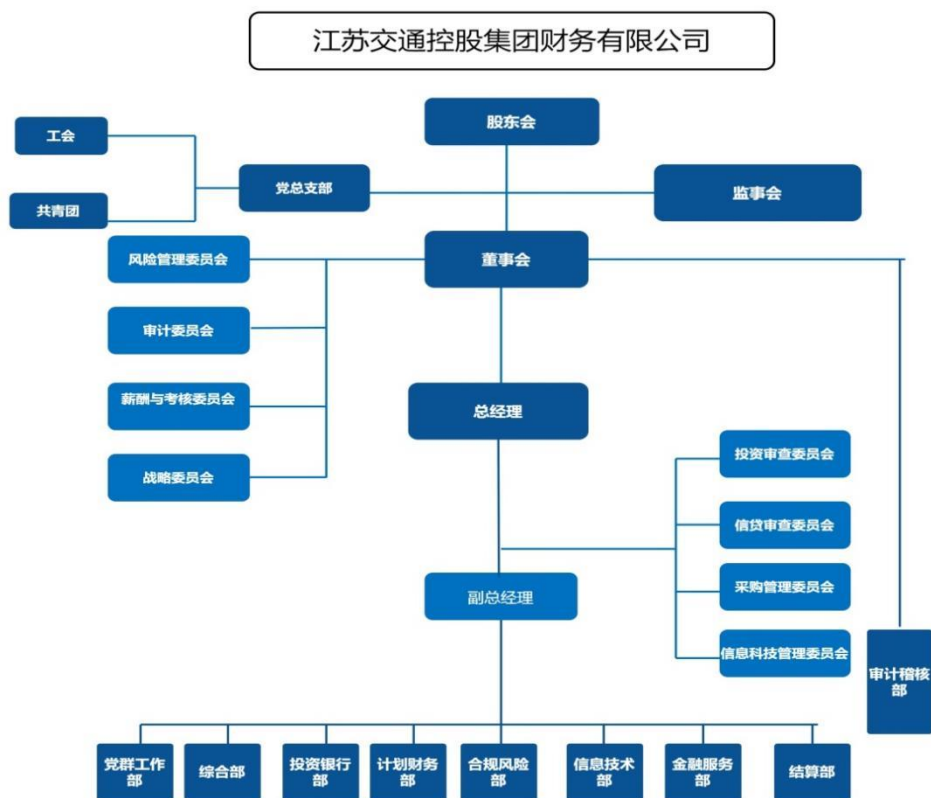 江苏交通控股集团财务有限公司
股东会
工会
党总支部
监事会
共青团
董事会
风险管理委员会
审计委员会
薪酬与考核委员会
总经理
战略委员会
投资审查委员会
信贷审查委员会
副总经理
采购管理委员会
信息科技管理委员会
审计稽核
部
党群工作
部
综合部
投资银行
部
计划财务
部
合规风险
部
信息技术
部
金融服务
部
结算部